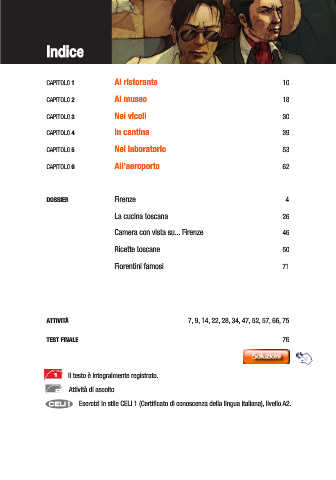 Indice
CAPITOLO 1 Al ristorante 10
CAPITOLO 2 Al museo 18
CAPITOLO 3 Nei vicoli 30
CAPITOLO 4 In cantina 39
CAPITOLO 5 Nel laboratorio 53
CAPITOLO 6 All'aeroporto 62
DOSSIER Firenze 4
La cucina toscana 26
Camera con vista su... Firenze 46
Ricette toscane 50
Fiorentini famosi 71
ATTIVITÀ 7, 9, 14, 22, 28, 34, 47, 52, 57, 66, 75
TEST FINALE 76
Soluzioni
1 Il testo è integralmente registrato.
Attività di ascolto
CELI 1 Esercizi in stile CELI 1 (Certificato di conoscenza della lingua italiana), livello A2.